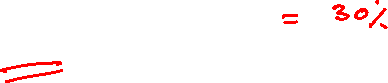 = 30%